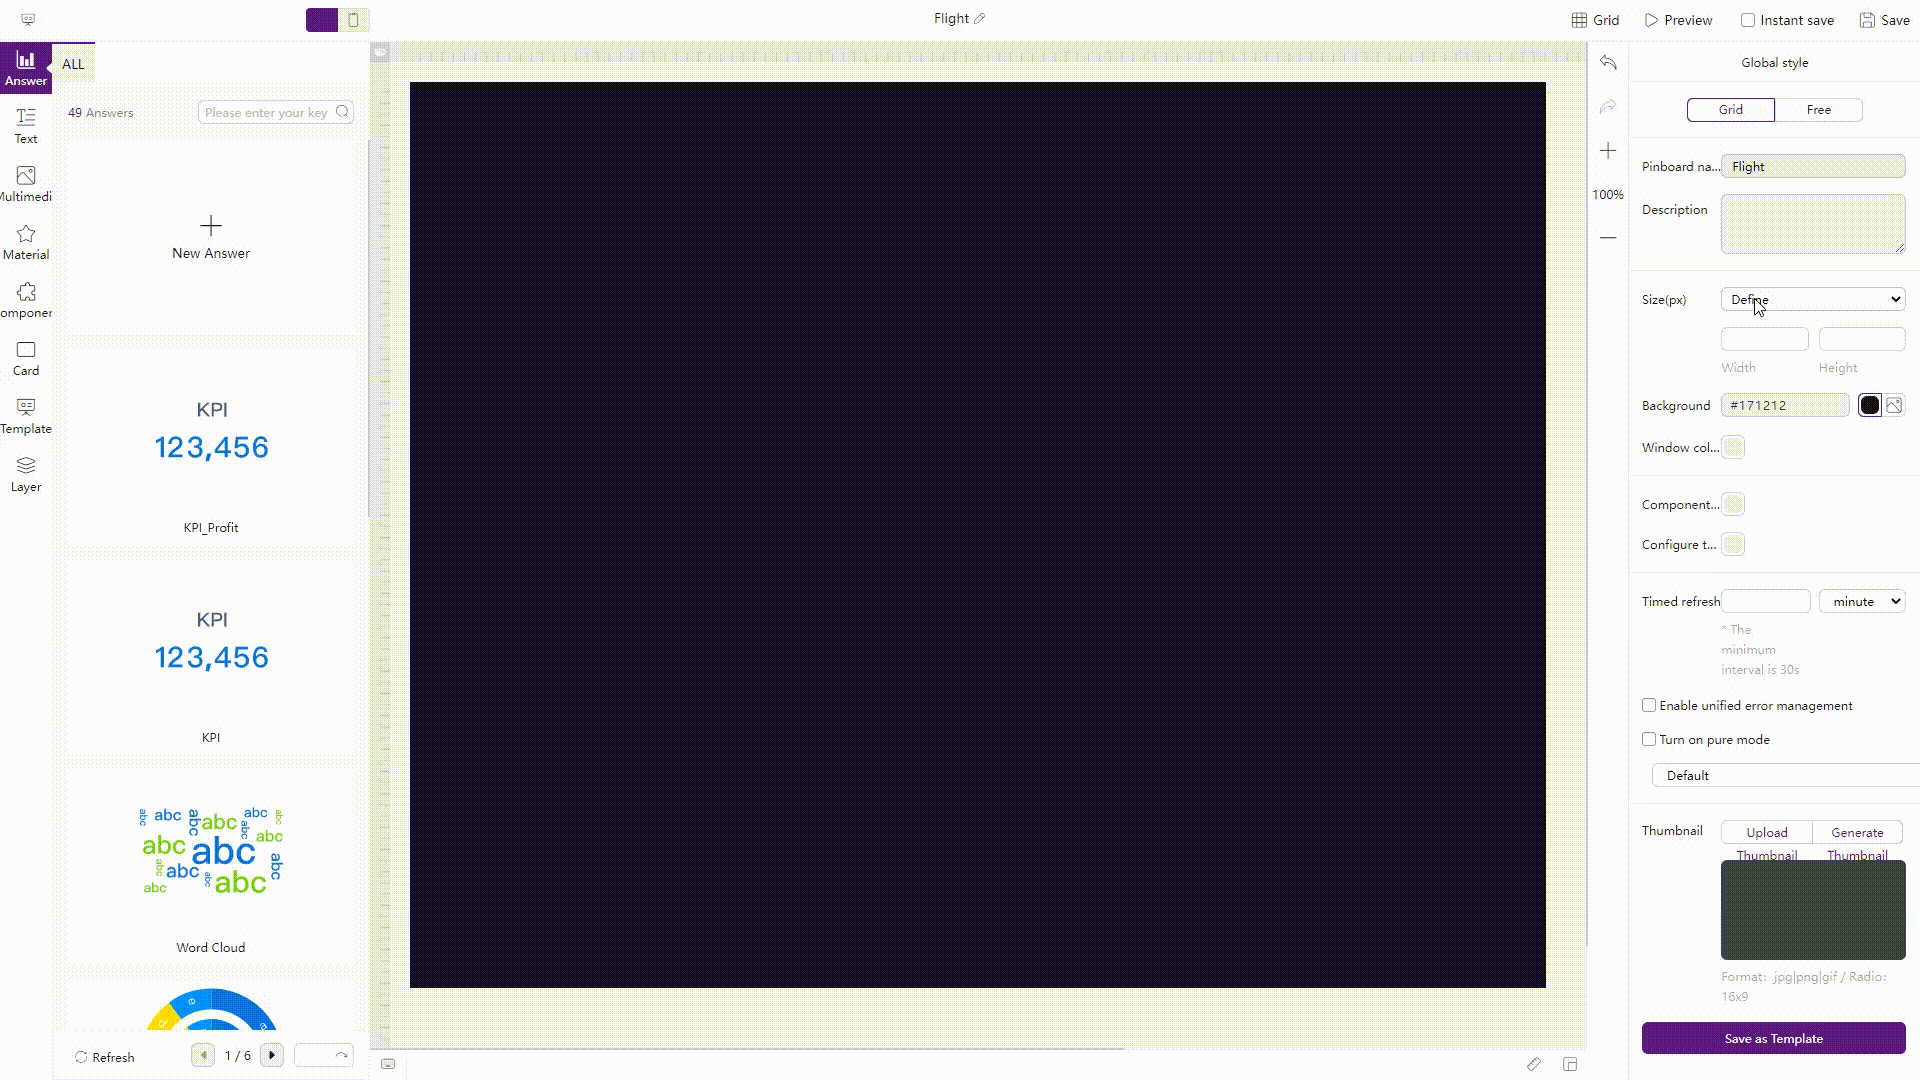 Flight
Grid
Preview
Instant save
Save
Answer
Text
Multimedi
Material
omponer
Card
Template
Layer
ALL
49 Answers
Please enter your key
New Answer
KPI
123,456
KPI_Profit
KPI
123,456
KPI
abc abc abc abc abc abc
abc abc abc
abc abc abc
abc abc abc abc abc
Word Cloud
e
Refresh
1 / 6
100%
Global style
Grid Free
Pinboard na... Flight
Description
Size(px) Define
Width Height
Background #171212
Window col...
Component...
Configure t...
Timed refresh minute
* The
minimum
interval is 30s
Enable unified error management
Turn on pure mode
Default
Thumbnail Upload Generate
Thumbnail Thumbnail
Format: jpg|png|gif / Radio:
16x9
Save as Template